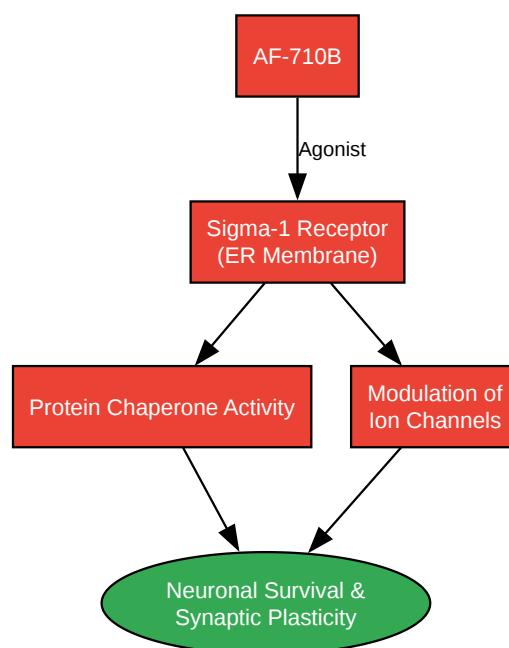 AF-710B
Agonist
Sigma-1 Receptor
(ER Membrane)
Protein Chaperone Activity
Modulation of
Ion Channels
Neuronal Survival &
Synaptic Plasticity